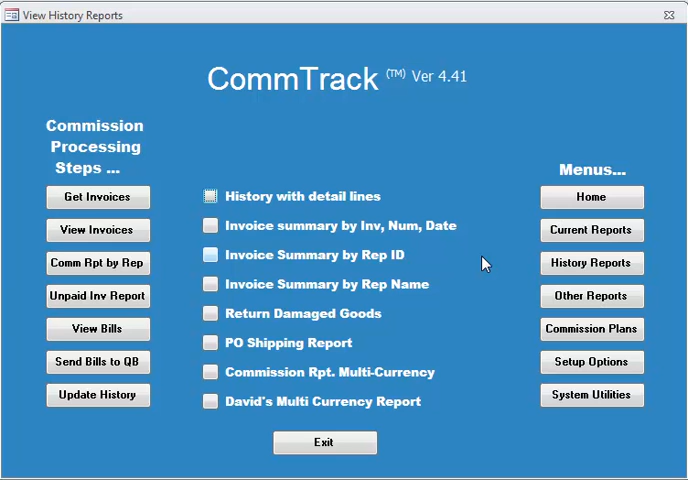 View History Reports
CommTrack (TM) Ver 4.41
Commission
Processing
Steps ...
Get Invoices
View Invoices
Comm Rpt by Rep
Unpaid Inv Report
View Bills
Send Bills to QB
Update History
History with detail lines
Invoice summary by Inv, Num, Date
Invoice Summary by Rep ID
Invoice Summary by Rep Name
Return Damaged Goods
PO Shipping Report
Commission Rpt. Multi-Currency
David's Multi Currency Report
Exit
Menus...
Home
Current Reports
History Reports
Other Reports
Commission Plans
Setup Options
System Utilities